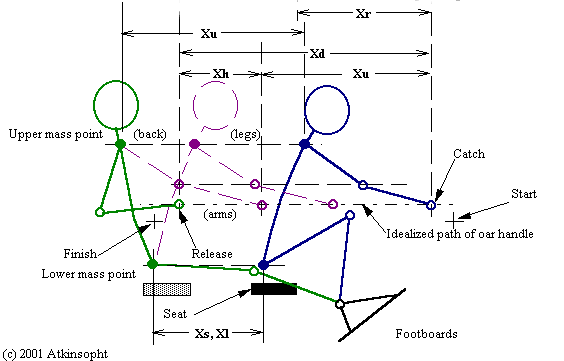 Xr
Xu
Xd
Xh
Xu
Upper mass point
(back)
(legs)
Catch
Start
(arms)
Idealized path of oar handle
Finish
Release
Lower mass point
Seat
Xs, Xl
Footboards
(c) 2001 Atkinsopht